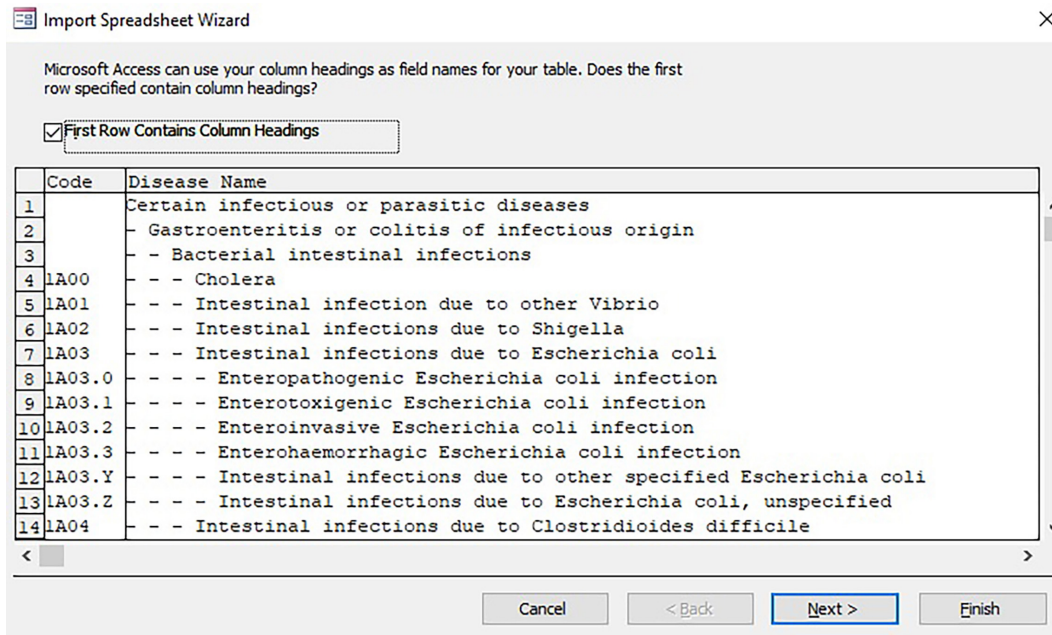 Import Spreadsheet Wizard
Microsoft Access can use your column headings as field names for your table. Does the first
row specified contain column headings?
First Row Contains Column Headings
Code Disease Name
1 Certain infectious or parasitic diseases
2 - Gastroenteritis or colitis of infectious origin
3 - - Bacterial intestinal infections
4 1A00 - - - Cholera
5 1A01 - - - Intestinal infection due to other Vibrio
6 1A02 - - - Intestinal infections due to Shigella
7 1A03 - - - Intestinal infections due to Escherichia coli
8 1A03.0 - - - - Enteropathogenic Escherichia coli infection
9 1A03.1 - - - - Enterotoxigenic Escherichia coli infection
10 1A03.2 - - - - Enteroinvasive Escherichia coli infection
11 1A03.3 - - - - Enterohaemorrhagic Escherichia coli infection
12 1A03.Y - - - - Intestinal infections due to other specified Escherichia coli
13 1A03.Z - - - - Intestinal infections due to Escherichia coli, unspecified
14 1A04 - - - Intestinal infections due to Clostridioides difficile
Cancel < Back Next > Finish